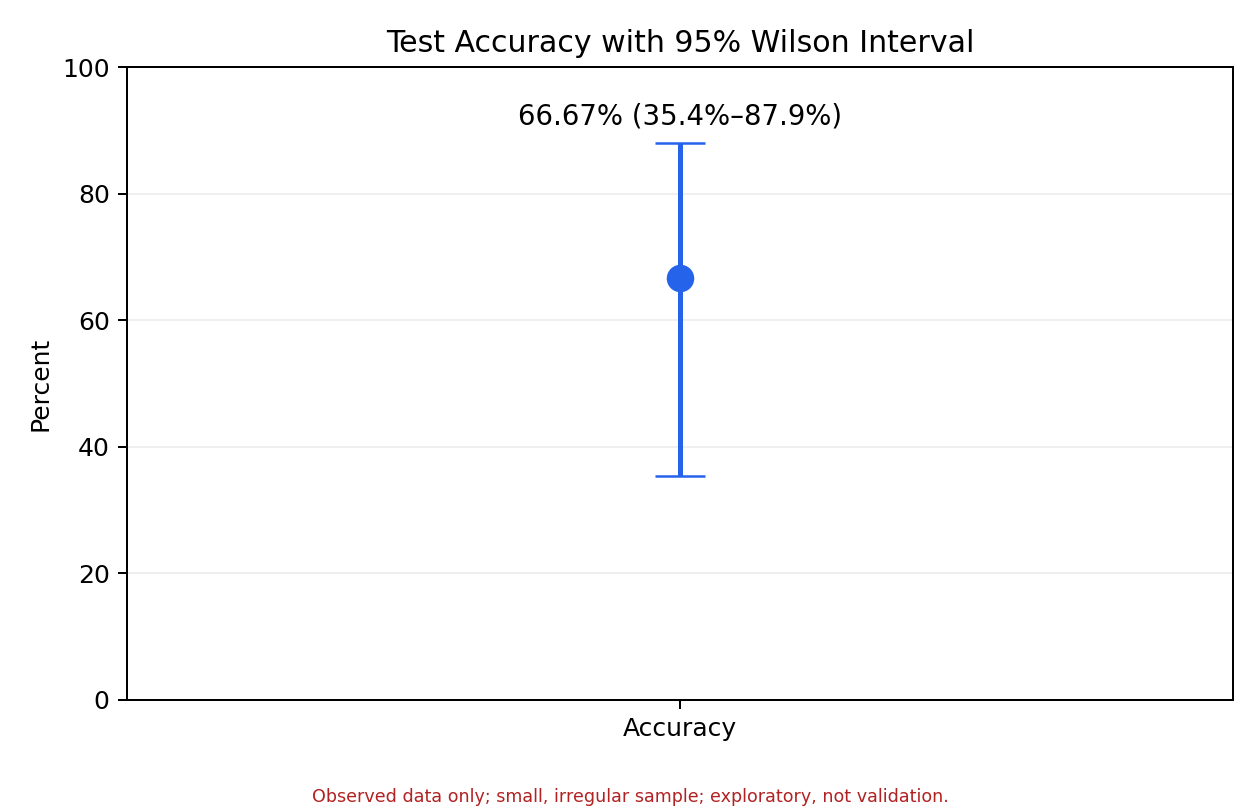 Test Accuracy with 95% Wilson Interval
100
66.67% (35.4%–87.9%)
80
60
Percent
40
20
0
Accuracy
Observed data only; small, irregular sample; exploratory, not validation.